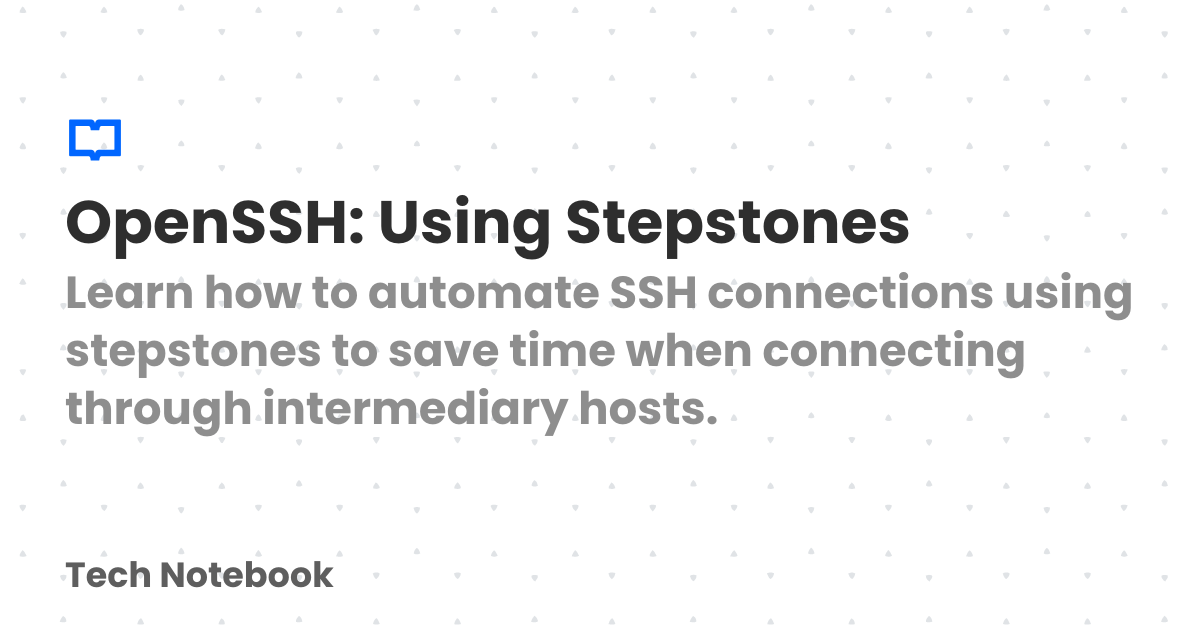 OpenSSH: Using Stepstones
Learn how to automate SSH connections using
stepstones to save time when connecting
through intermediary hosts.
Tech Notebook